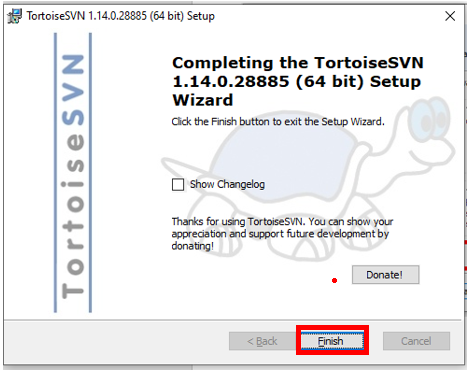 TortoiseSVN 1.14.0.28885 (64 bit) Setup
TortoiseSVN
Completing the TortoiseSVN
1.14.0.28885 (64 bit) Setup
Wizard
Click the Finish button to exit the Setup Wizard.
Show Changelog
Thanks for using TortoiseSVN. You can show your
appreciation and support future development by
donating!
Donate!
< Back
Finish
Cancel